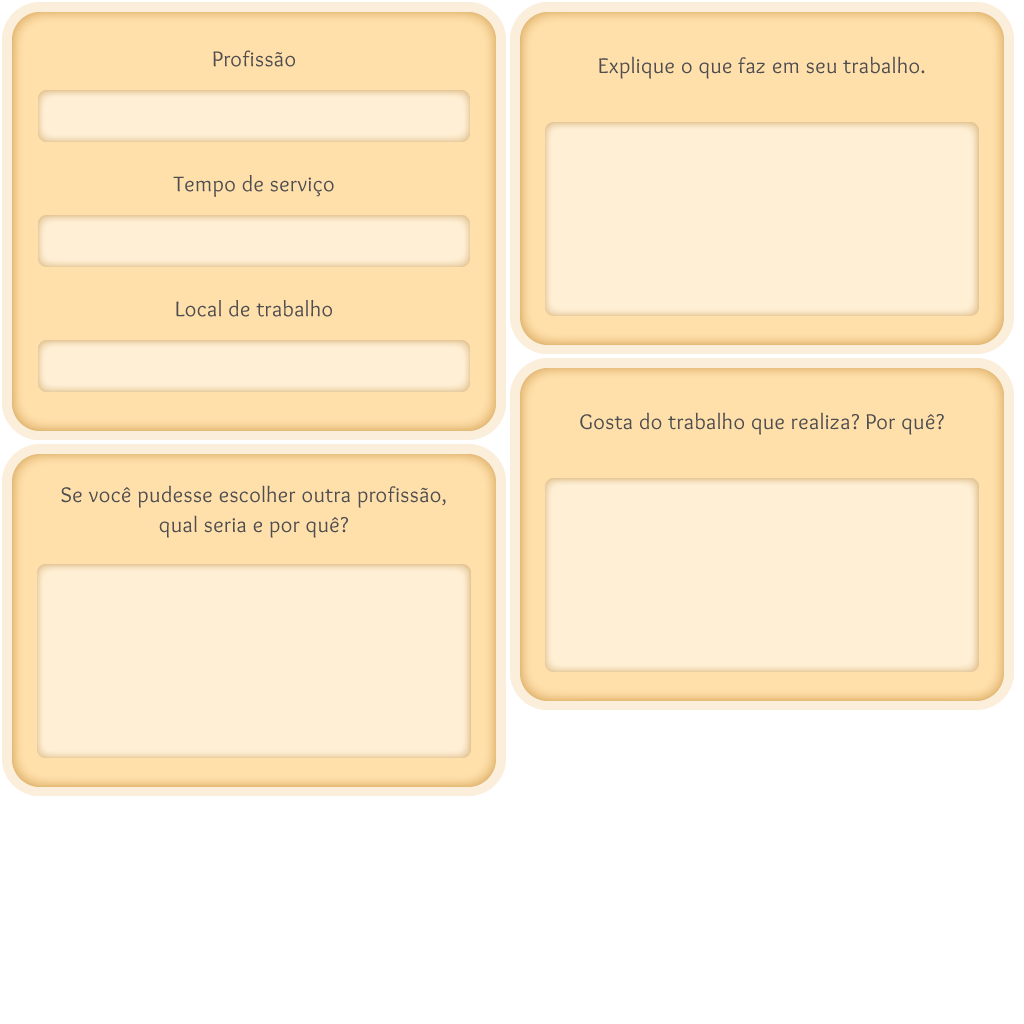 Profissão
Tempo de serviço
Local de trabalho
Se você pudesse escolher outra profissão,
qual seria e por quê?
Explique o que faz em seu trabalho.
Gosta do trabalho que realiza? Por quê?